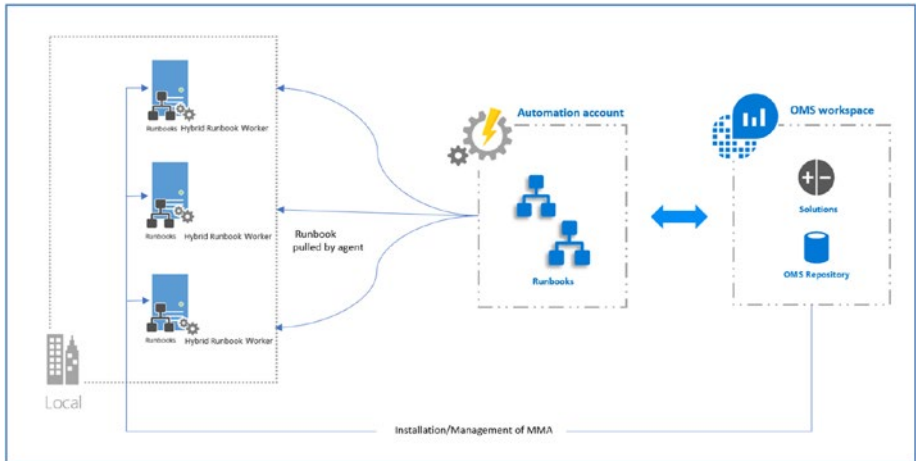 Runbooks Hybrid Runbook Worker
Runbooks Hybrid Runbook Worker
Runbooks Hybrid Runbook Worker
Local
Runbook
pulled by agent
Automation account
Runbooks
OMS workspace
Solutions
OMS Repository
Installation/Management of MMA